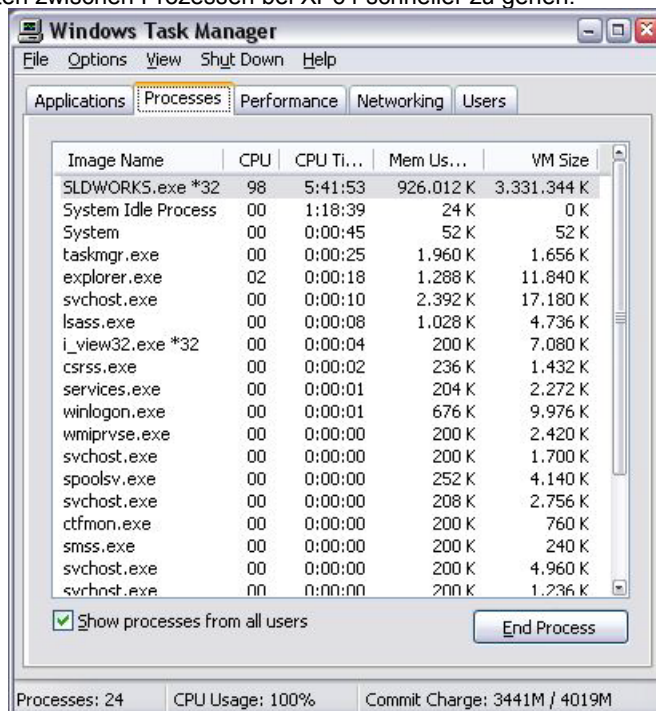 zwischen Prozessen bei XP64 schneller zu gehen.
Windows Task Manager
File Options View Shut Down Help
Applications Processes Performance Networking Users
Image Name CPU CPU Ti... Mem Us... VM Size
SLDWORKS.exe *32 98 5:41:53 926.012 K 3.331.344 K
System Idle Process 00 1:18:39 24 K 0 K
System 00 0:00:45 52 K 52 K
taskmgr.exe 00 0:00:25 1.960 K 1.656 K
explorer.exe 02 0:00:18 1.288 K 11.840 K
svchost.exe 00 0:00:10 2.392 K 17.180 K
lsass.exe 00 0:00:08 1.028 K 4.736 K
i_view32.exe *32 00 0:00:04 200 K 7.080 K
csrss.exe 00 0:00:02 236 K 1.432 K
services.exe 00 0:00:01 204 K 2.272 K
winlogon.exe 00 0:00:01 676 K 9.976 K
wmiprvse.exe 00 0:00:00 200 K 2.420 K
svchost.exe 00 0:00:00 200 K 1.700 K
spoolsv.exe 00 0:00:00 252 K 4.140 K
svchost.exe 00 0:00:00 208 K 2.756 K
ctfmon.exe 00 0:00:00 200 K 760 K
smss.exe 00 0:00:00 200 K 240 K
svchost.exe 00 0:00:00 200 K 4.960 K
svchost.exe 00 0:00:00 200 K 1.236 K
Show processes from all users End Process
Processes: 24 CPU Usage: 100% Commit Charge: 3441M / 4019M